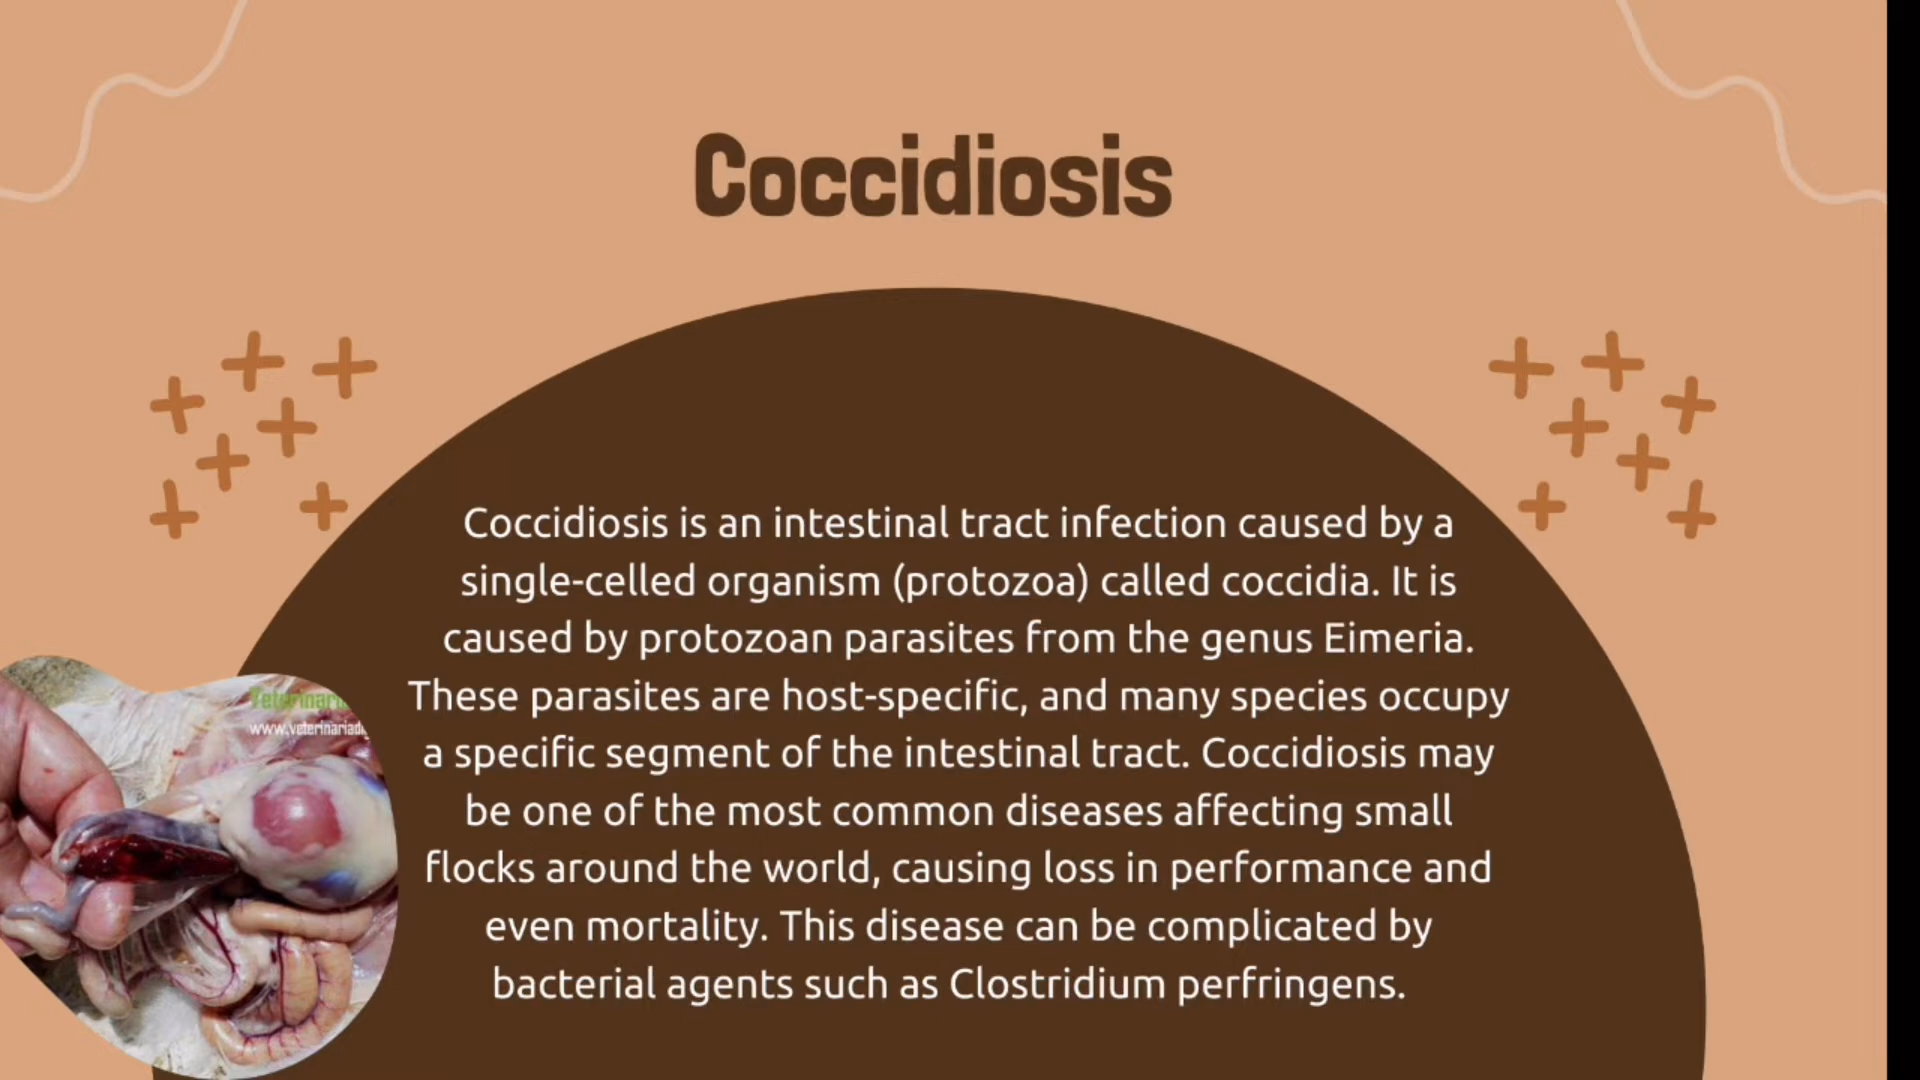 Coccidiosis
Coccidiosis is an intestinal tract infection caused by a
single-celled organism (protozoa) called coccidia. It is
caused by protozoan parasites from the genus Eimeria.
These parasites are host-specific, and many species occupy
a specific segment of the intestinal tract. Coccidiosis may
be one of the most common diseases affecting small
flocks around the world, causing loss in performance and
even mortality. This disease can be complicated by
bacterial agents such as Clostridium perfringens.